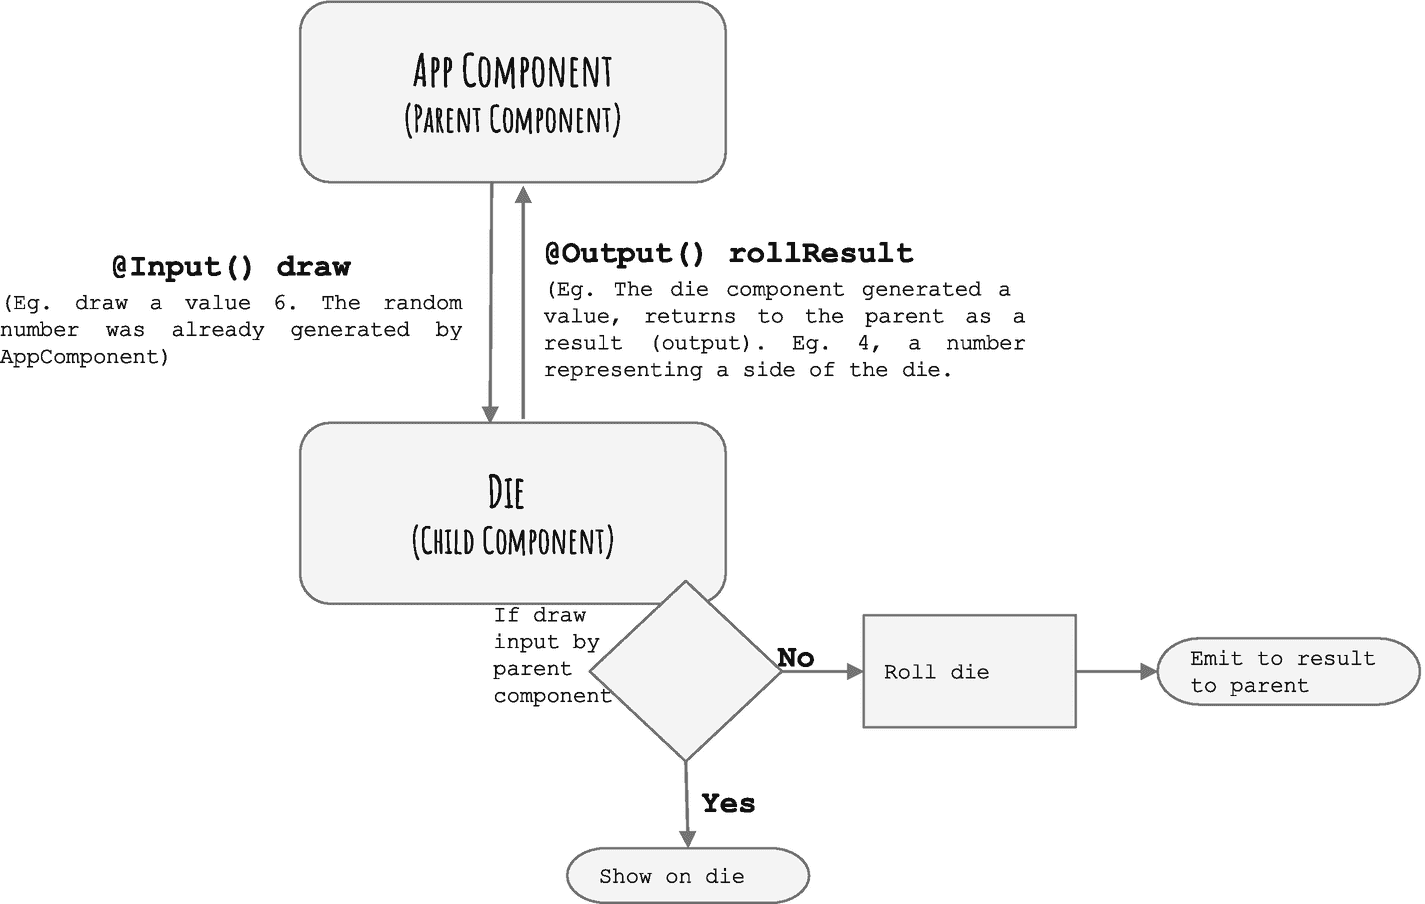 App Component
(Parent Component)
@Input() draw
(Eg. draw a value 6. The random
number was already generated by
AppComponent)
@Output() rollResult
(Eg. The die component generated a
value, returns to the parent as a
result (output). Eg. 4, a number
representing a side of the die.
Die
(Child Component)
If draw
input by
parent
component
No
Roll die
Emit to result
to parent
Yes
Show on die